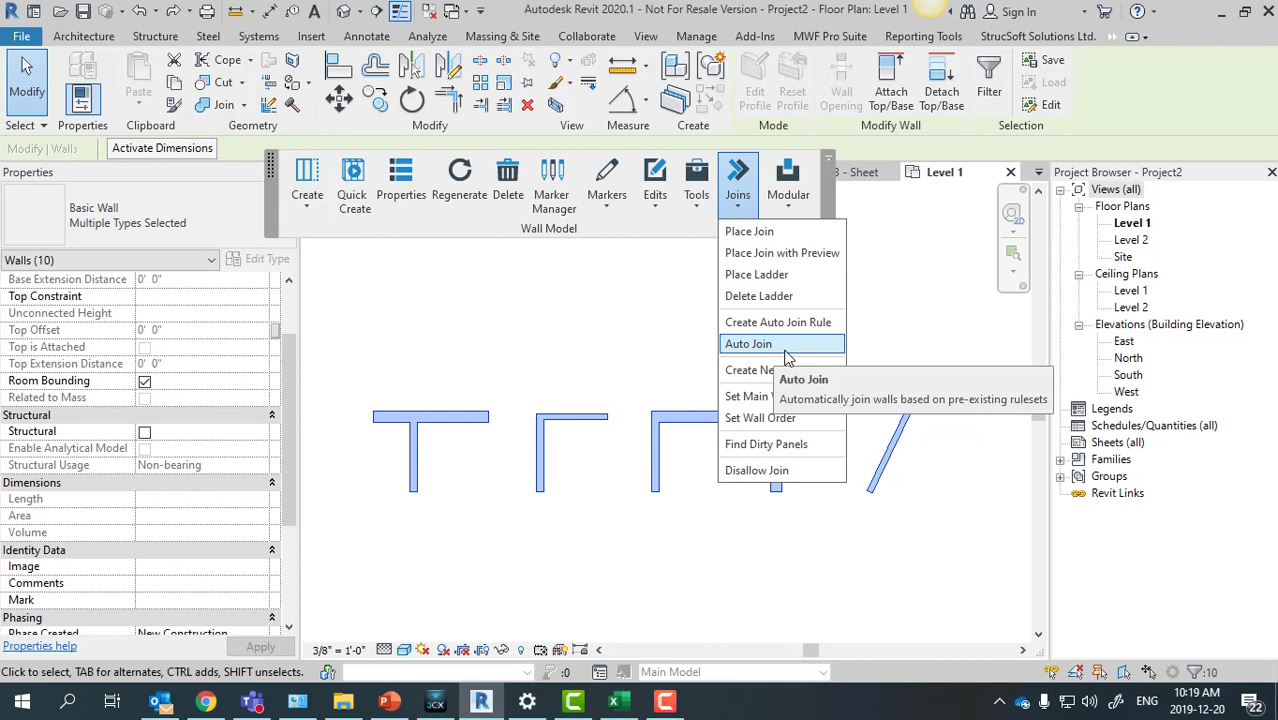 Autodesk Revit 2020.1 - Not For Resale Version - Project2 - Floor Plan: Level 1
Sign In
File Architecture Structure Steel Systems Insert Annotate Analyze Massing & Site Collaborate View Manage Add-Ins MWF Pro Suite Reporting Tools StrucSoft Solutions Ltd.
Modify
Paste
Cope
Cut
Join
Edit Profile
Reset Profile
Wall Opening
Attach Top/Base
Detach Top/Base
Filter
Save
Load
Edit
Select Properties Clipboard Geometry Modify View Measure Create Mode Modify Wall Selection
Modify | Walls Activate Dimensions
Properties
Basic Wall
Multiple Types Selected
Walls (10) Edit Type
Base Extension Distance 0' 0"
Top Constraint
Unconnected Height
Top Offset 0' 0"
Top is Attached
Top Extension Distance 0' 0"
Room Bounding
Related to Mass
Structural
Structural
Enable Analytical Model
Structural Usage Non-bearing
Dimensions
Length
Area
Volume
Identity Data
Image
Comments
Mark
Phasing
Phase Created New Construction
Properties help Apply
Create
Quick Create
Properties
Regenerate
Delete
Marker Manager
Markers
Edits
Tools
Joins
Modular
Wall Model
Place Join
Place Join with Preview
Place Ladder
Delete Ladder
Create Auto Join Rule
Auto Join
Create Ne
Set Main
Set Wall Order
Find Dirty Panels
Disallow Join
Auto Join
Automatically join walls based on pre-existing rulesets
- Sheet
Level 1
2D
Project Browser - Project2
Views (all)
Floor Plans
Level 1
Level 2
Site
Ceiling Plans
Level 1
Level 2
Elevations (Building Elevation)
East
North
South
West
Legends
Schedules/Quantities (all)
Sheets (all)
Families
Groups
Revit Links
3/8" = 1'-0"
Click to select, TAB for alternates, CTRL adds, SHIFT unselects.
:0
Main Model
:10
3CX
R
ENG
10:19 AM
2019-12-20
22